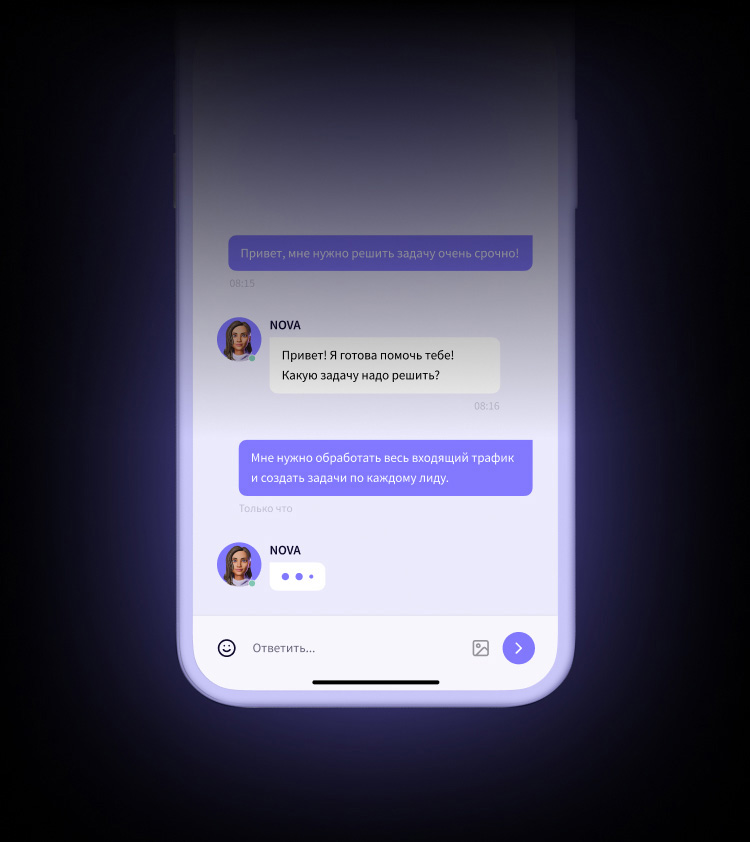 Привет, мне нужно решить задачу очень срочно!
08:15
NOVA
Привет! Я готова помочь тебе!
Какую задачу надо решить?
08:16
Мне нужно обработать весь входящий трафик
и создать задачи по каждому лиду.
Только что
NOVA
Ответить...